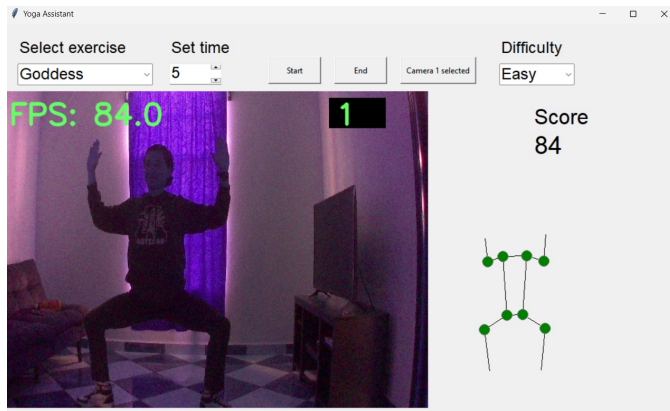 Yoga Assistant
Select exercise
Set time
Difficulty
Goddess
5
Start
End
Camera 1 selected
Easy
FPS: 84.0
1
Score
84